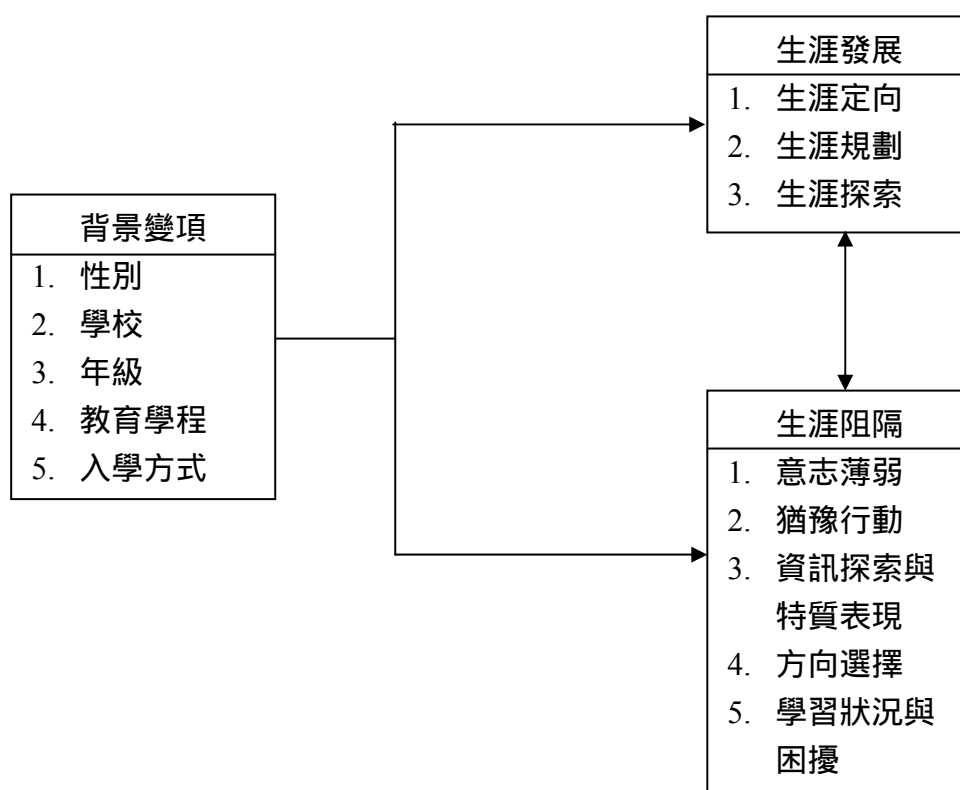 生涯發展
1. 生涯定向
2. 生涯規劃
3. 生涯探索
背景變項
1. 性別
2. 學校
3. 年級
4. 教育學程
5. 入學方式
生涯阻隔
1. 意志薄弱
2. 猶豫行動
3. 資訊探索與
特質表現
4. 方向選擇
5. 學習狀況與
困擾